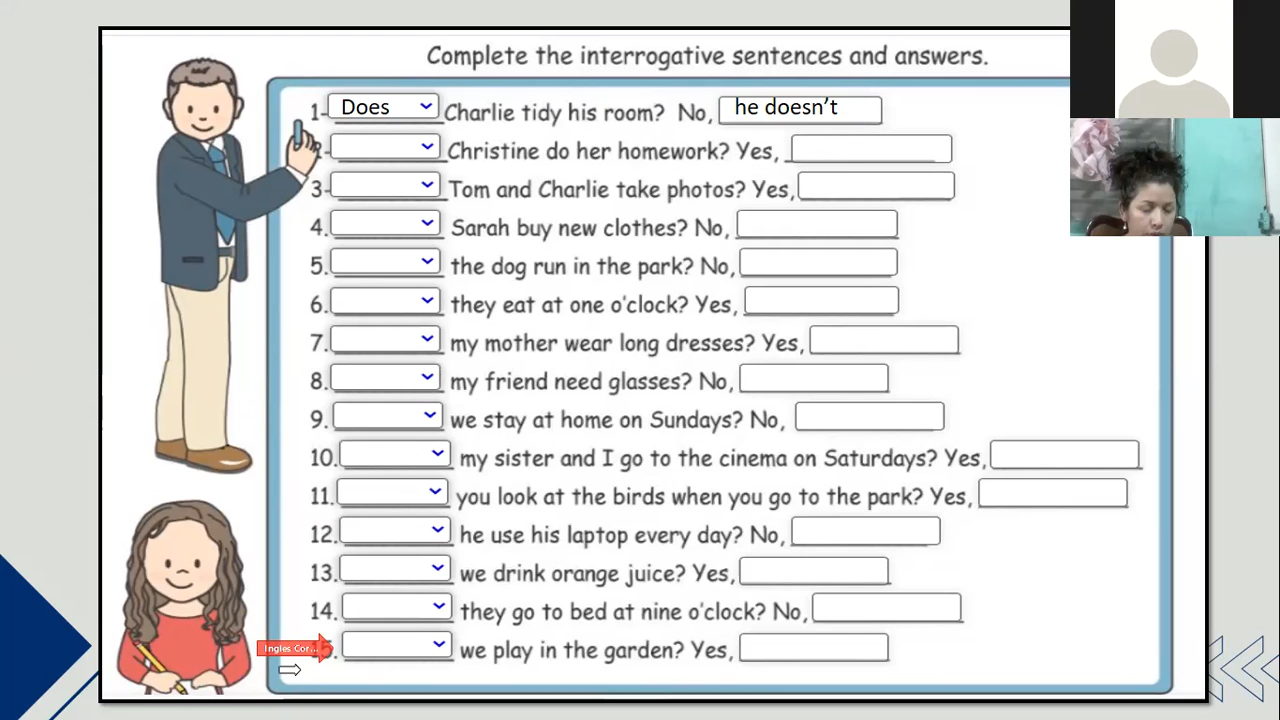 Complete the interrogative sentences and answers.
1- Does Charlie tidy his room? No, he doesn't
- Christine do her homework? Yes,
3- Tom and Charlie take photos? Yes,
4. Sarah buy new clothes? No,
5. the dog run in the park? No,
6. they eat at one o'clock? Yes,
7. my mother wear long dresses? Yes,
8. my friend need glasses? No,
9. we stay at home on Sundays? No,
10. my sister and I go to the cinema on Saturdays? Yes,
11. you look at the birds when you go to the park? Yes,
12. he use his laptop every day? No,
13. we drink orange juice? Yes,
14. they go to bed at nine o'clock? No,
Ingles Cor... we play in the garden? Yes,